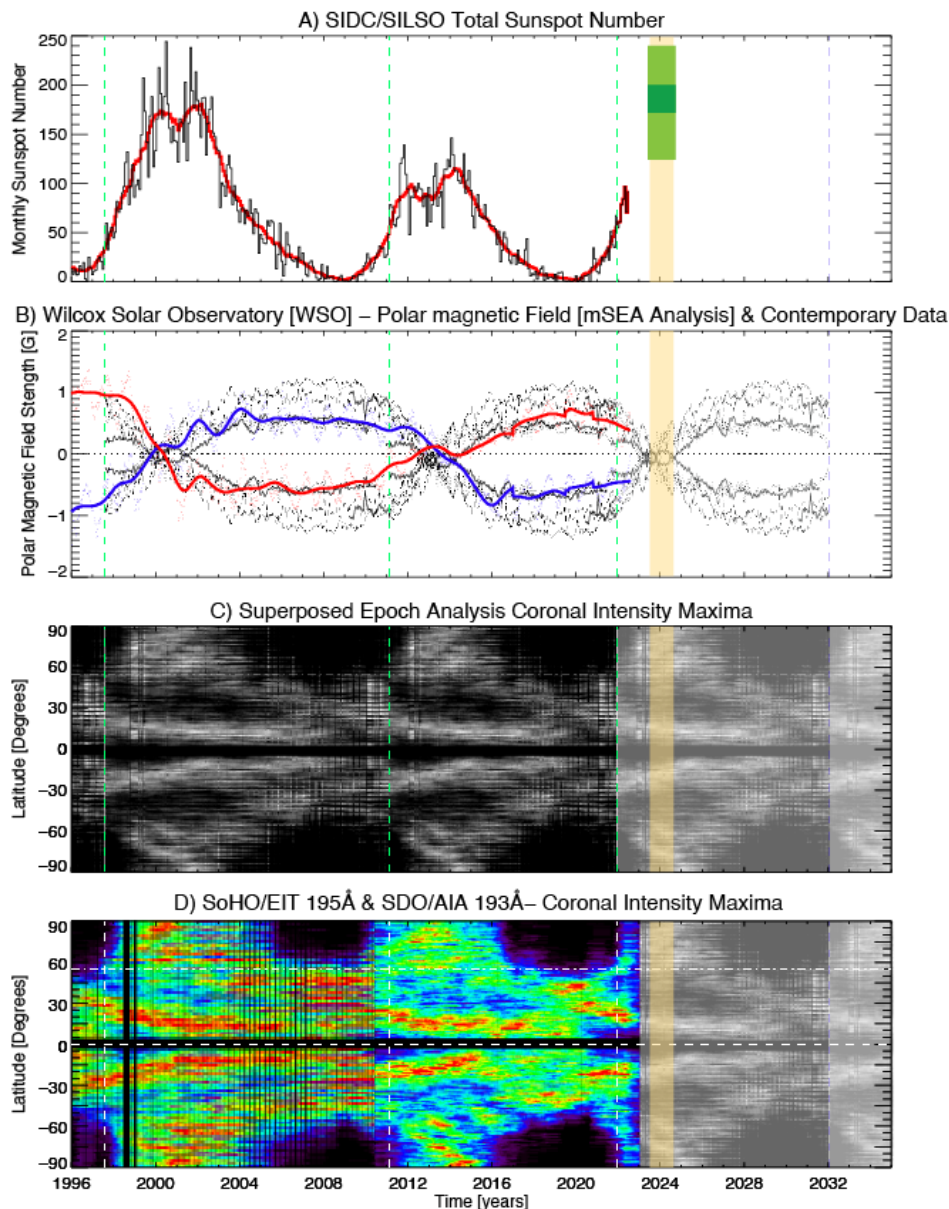 A) SIDC/SILSO Total Sunspot Number
250
200
150
100
50
0
Monthly Sunspot Number
B) Wilcox Solar Observatory [WSO] – Polar magnetic Field [mSEA Analysis] & Contemporary Data
2
1
0
–1
–2
Polar Magnetic Field Stength [G]
C) Superposed Epoch Analysis Coronal Intensity Maxima
90
60
30
0
–30
–60
–90
Latitude [Degrees]
D) SoHO/EIT 195Å & SDO/AIA 193Å– Coronal Intensity Maxima
90
60
30
0
–30
–60
–90
Latitude [Degrees]
1996 2000 2004 2008 2012 2016 2020 2024 2028 2032
Time [years]